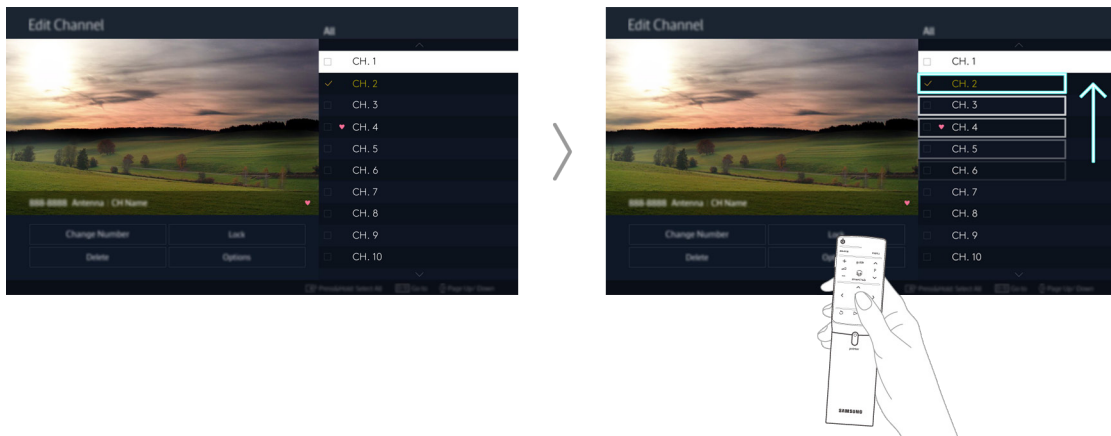 Edit Channel
All
CH. 1
CH. 2
CH. 3
CH. 4
CH. 5
CH. 6
CH. 7
CH. 8
CH. 9
CH. 10
Antenna CH Name
Change Number Lock
Delete Options
Edit Channel
All
CH. 1
CH. 2
CH. 3
CH. 4
CH. 5
CH. 6
CH. 7
CH. 8
CH. 9
CH. 10
Antenna CH Name
Change Number
Delete
SAMSUNG